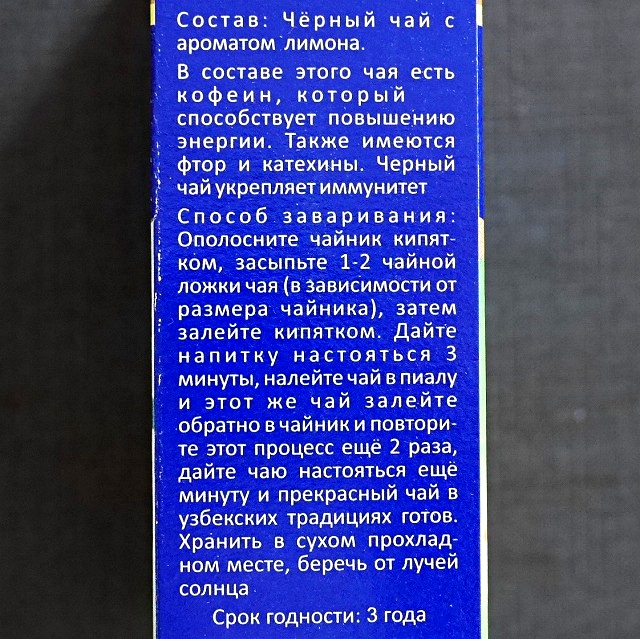 Состав: Чёрный чай с
ароматом лимона.
В составе этого чая есть
кофеин, который
способствует повышению
энергии. Также имеются
фтор и катехины. Черный
чай укрепляет иммунитет
Способ заваривания:
Ополосните чайник кипят-
ком, засыпьте 1-2 чайной
ложки чая (в зависимости от
размера чайника), затем
залейте кипятком. Дайте
напитку настояться 3
минуты, налейте чай в пиалу
и этот же чай залейте
обратно в чайник и повтори-
те этот процесс ещё 2 раза,
дайте чаю настояться ещё
минуту и прекрасный чай в
узбекских традициях готов.
Хранить в сухом прохлад-
ном месте, беречь от лучей
солнца
Срок годности: 3 года